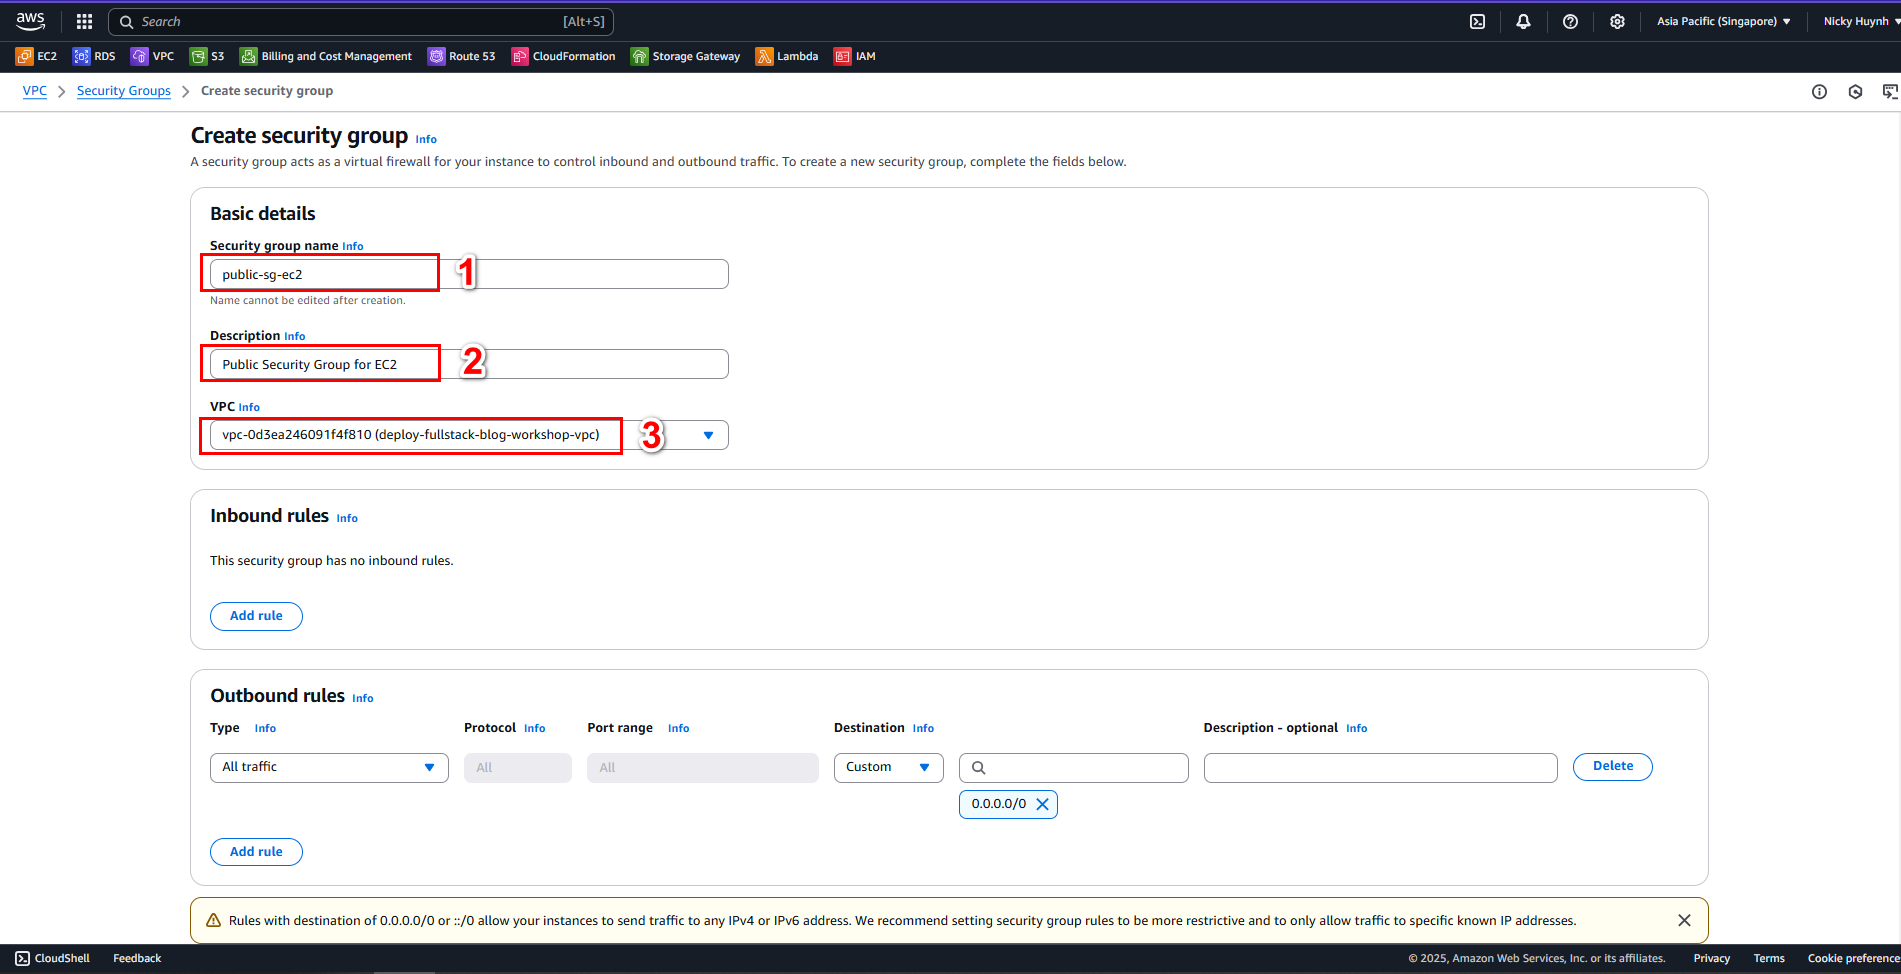 aws Search [Alt+S] Asia Pacific (Singapore) Nicky Huynh
EC2 RDS VPC S3 Billing and Cost Management Route 53 CloudFormation Storage Gateway Lambda IAM
VPC > Security Groups > Create security group
Create security group Info
A security group acts as a virtual firewall for your instance to control inbound and outbound traffic. To create a new security group, complete the fields below.
Basic details
Security group name Info
public-sg-ec2 1
Name cannot be edited after creation.
Description Info
Public Security Group for EC2 2
VPC Info
vpc-0d3ea246091f4f810 (deploy-fullstack-blog-workshop-vpc) 3
Inbound rules Info
This security group has no inbound rules.
Add rule
Outbound rules Info
Type Info Protocol Info Port range Info Destination Info Description - optional Info
All traffic All All Custom Delete
0.0.0.0/0
Add rule
Rules with destination of 0.0.0.0/0 or ::/0 allow your instances to send traffic to any IPv4 or IPv6 address. We recommend setting security group rules to be more restrictive and to only allow traffic to specific known IP addresses.
CloudShell Feedback © 2025, Amazon Web Services, Inc. or its affiliates. Privacy Terms Cookie preference